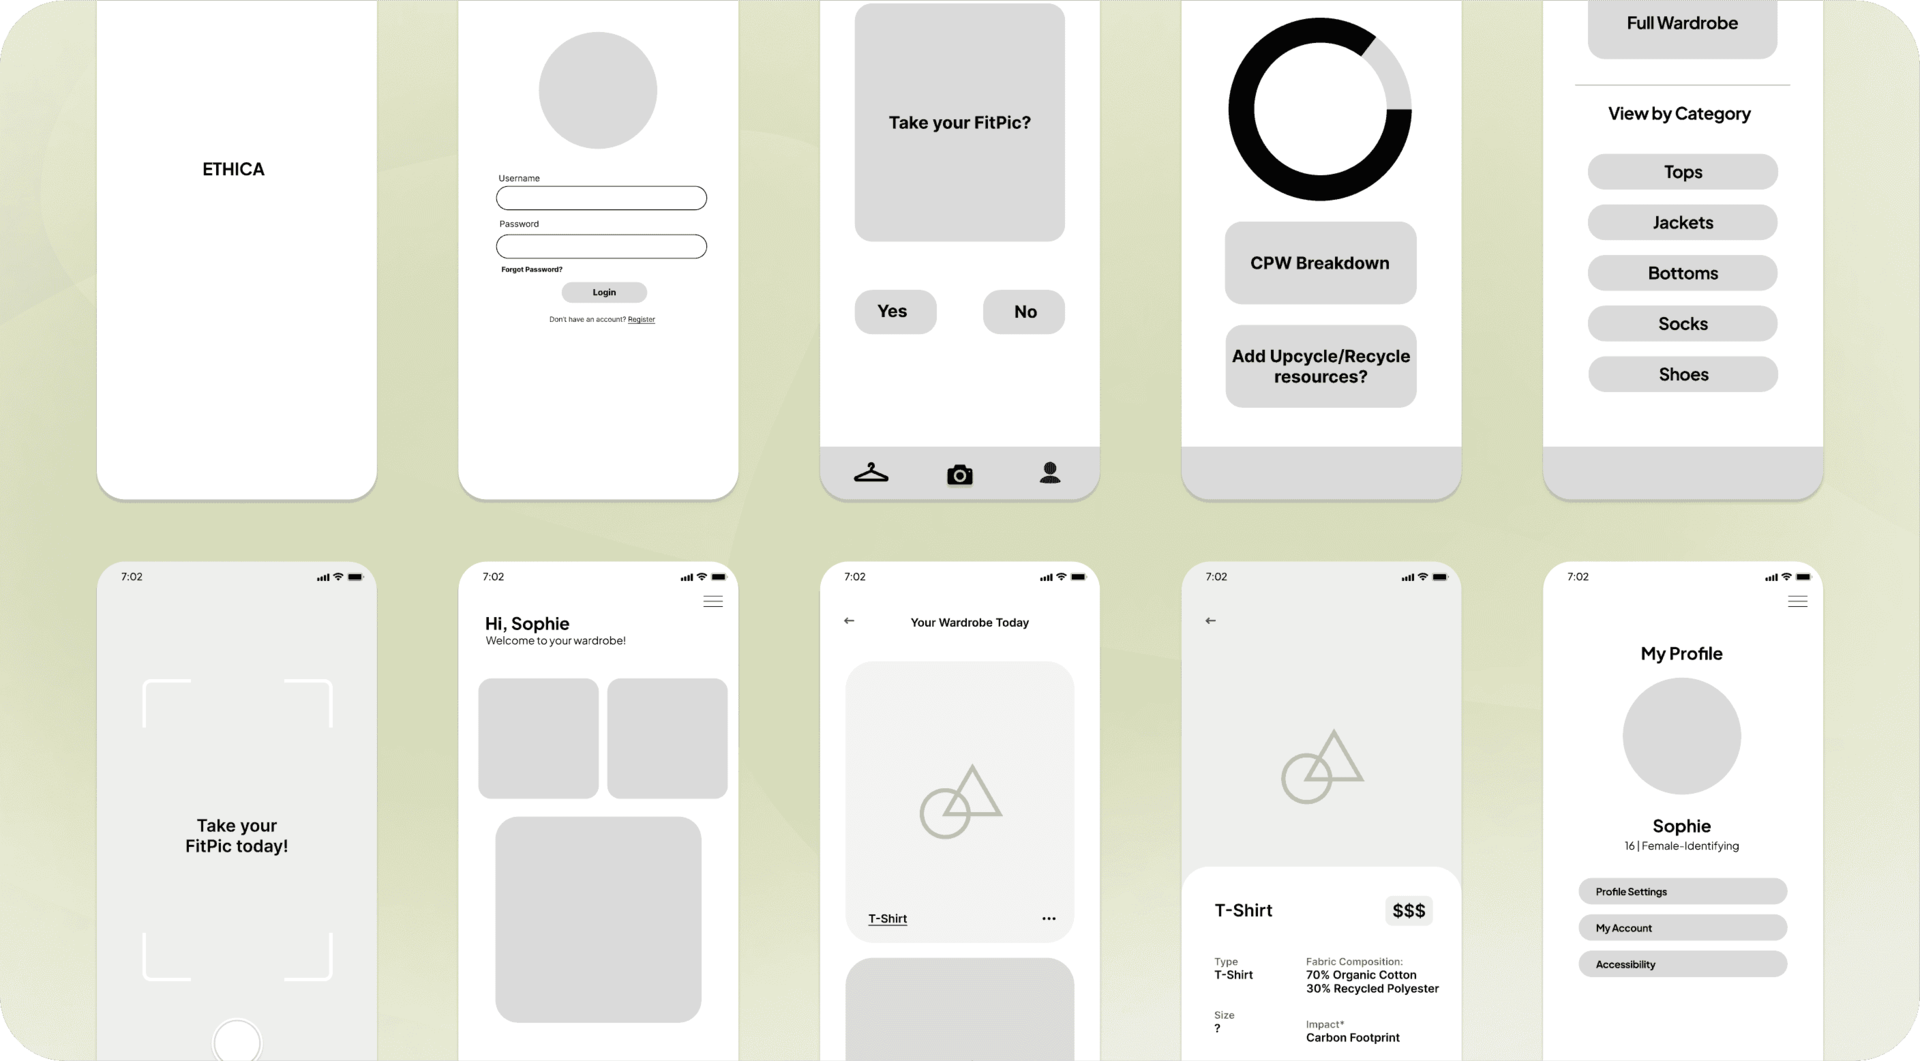 ETHICA
Username
Password
Forgot Password?
Login
Don't have an account? Register
Take your FitPic?
Yes
No
CPW Breakdown
Add Upcycle/Recycle
resources?
Full Wardrobe
View by Category
Tops
Jackets
Bottoms
Socks
Shoes
7:02
Take your
FitPic today!
7:02
Hi, Sophie
Welcome to your wardrobe!
7:02
Your Wardrobe Today
T-Shirt
7:02
T-Shirt
$$$
Type
T-Shirt
Fabric Composition:
70% Organic Cotton
30% Recycled Polyester
Size
?
Impact*
Carbon Footprint
7:02
My Profile
Sophie
16 | Female-Identifying
Profile Settings
My Account
Accessibility